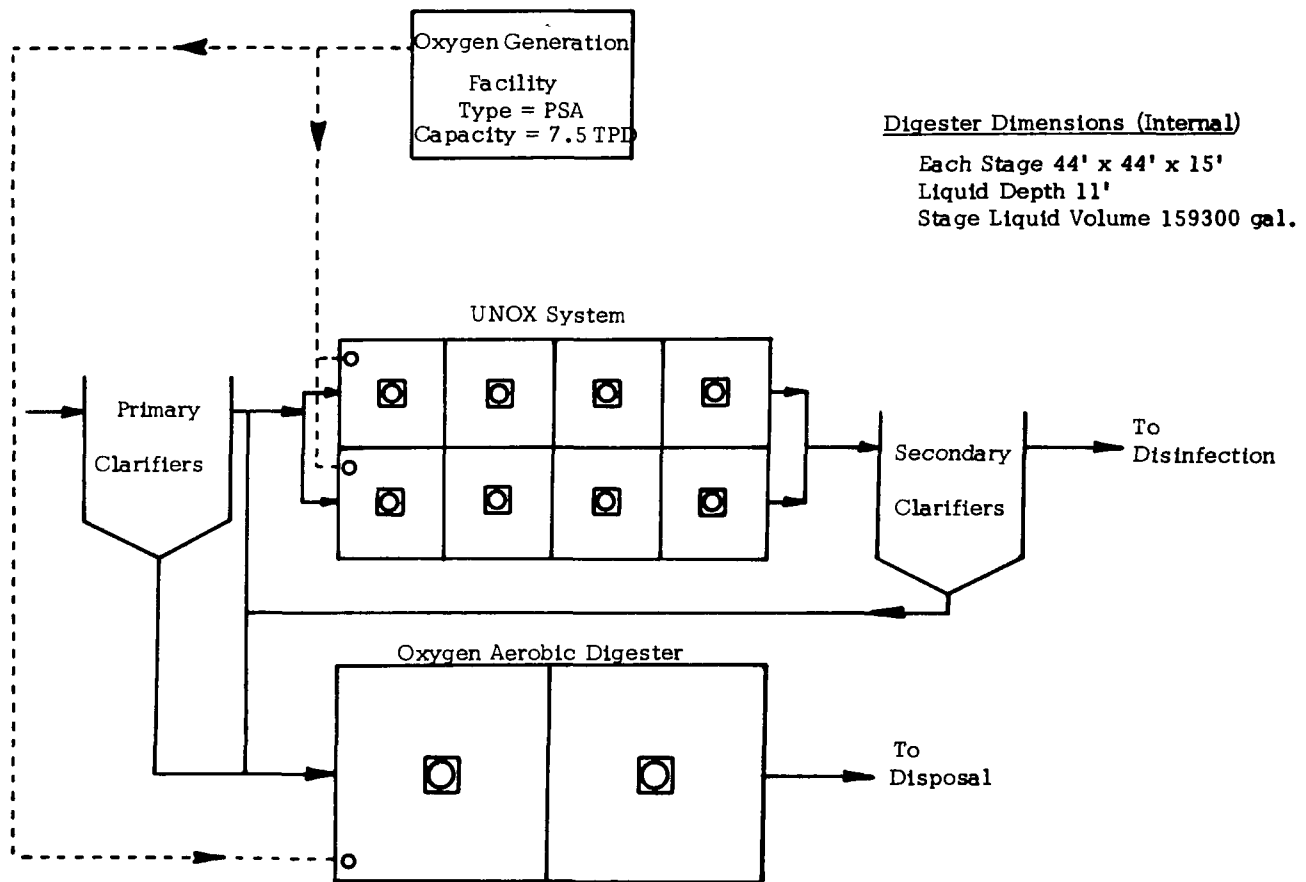 Oxygen Generation
Facility
Type = PSA
Capacity = 7.5 TPD
Digester Dimensions (Internal)
Each Stage 44' x 44' x 15'
Liquid Depth 11'
Stage Liquid Volume 159300 gal.
UNOX System
Primary
Clarifiers
Secondary
Clarifiers
To
Disinfection
Oxygen Aerobic Digester
To
Disposal